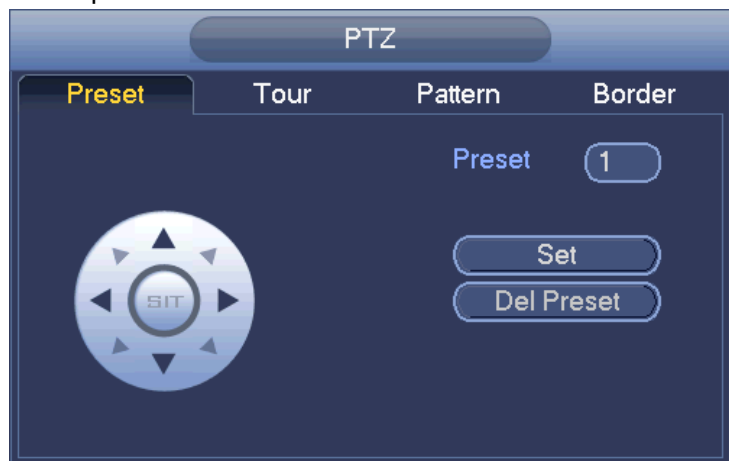 PTZ
Preset Tour Pattern Border
Preset 1
Set
SIT
Del Preset